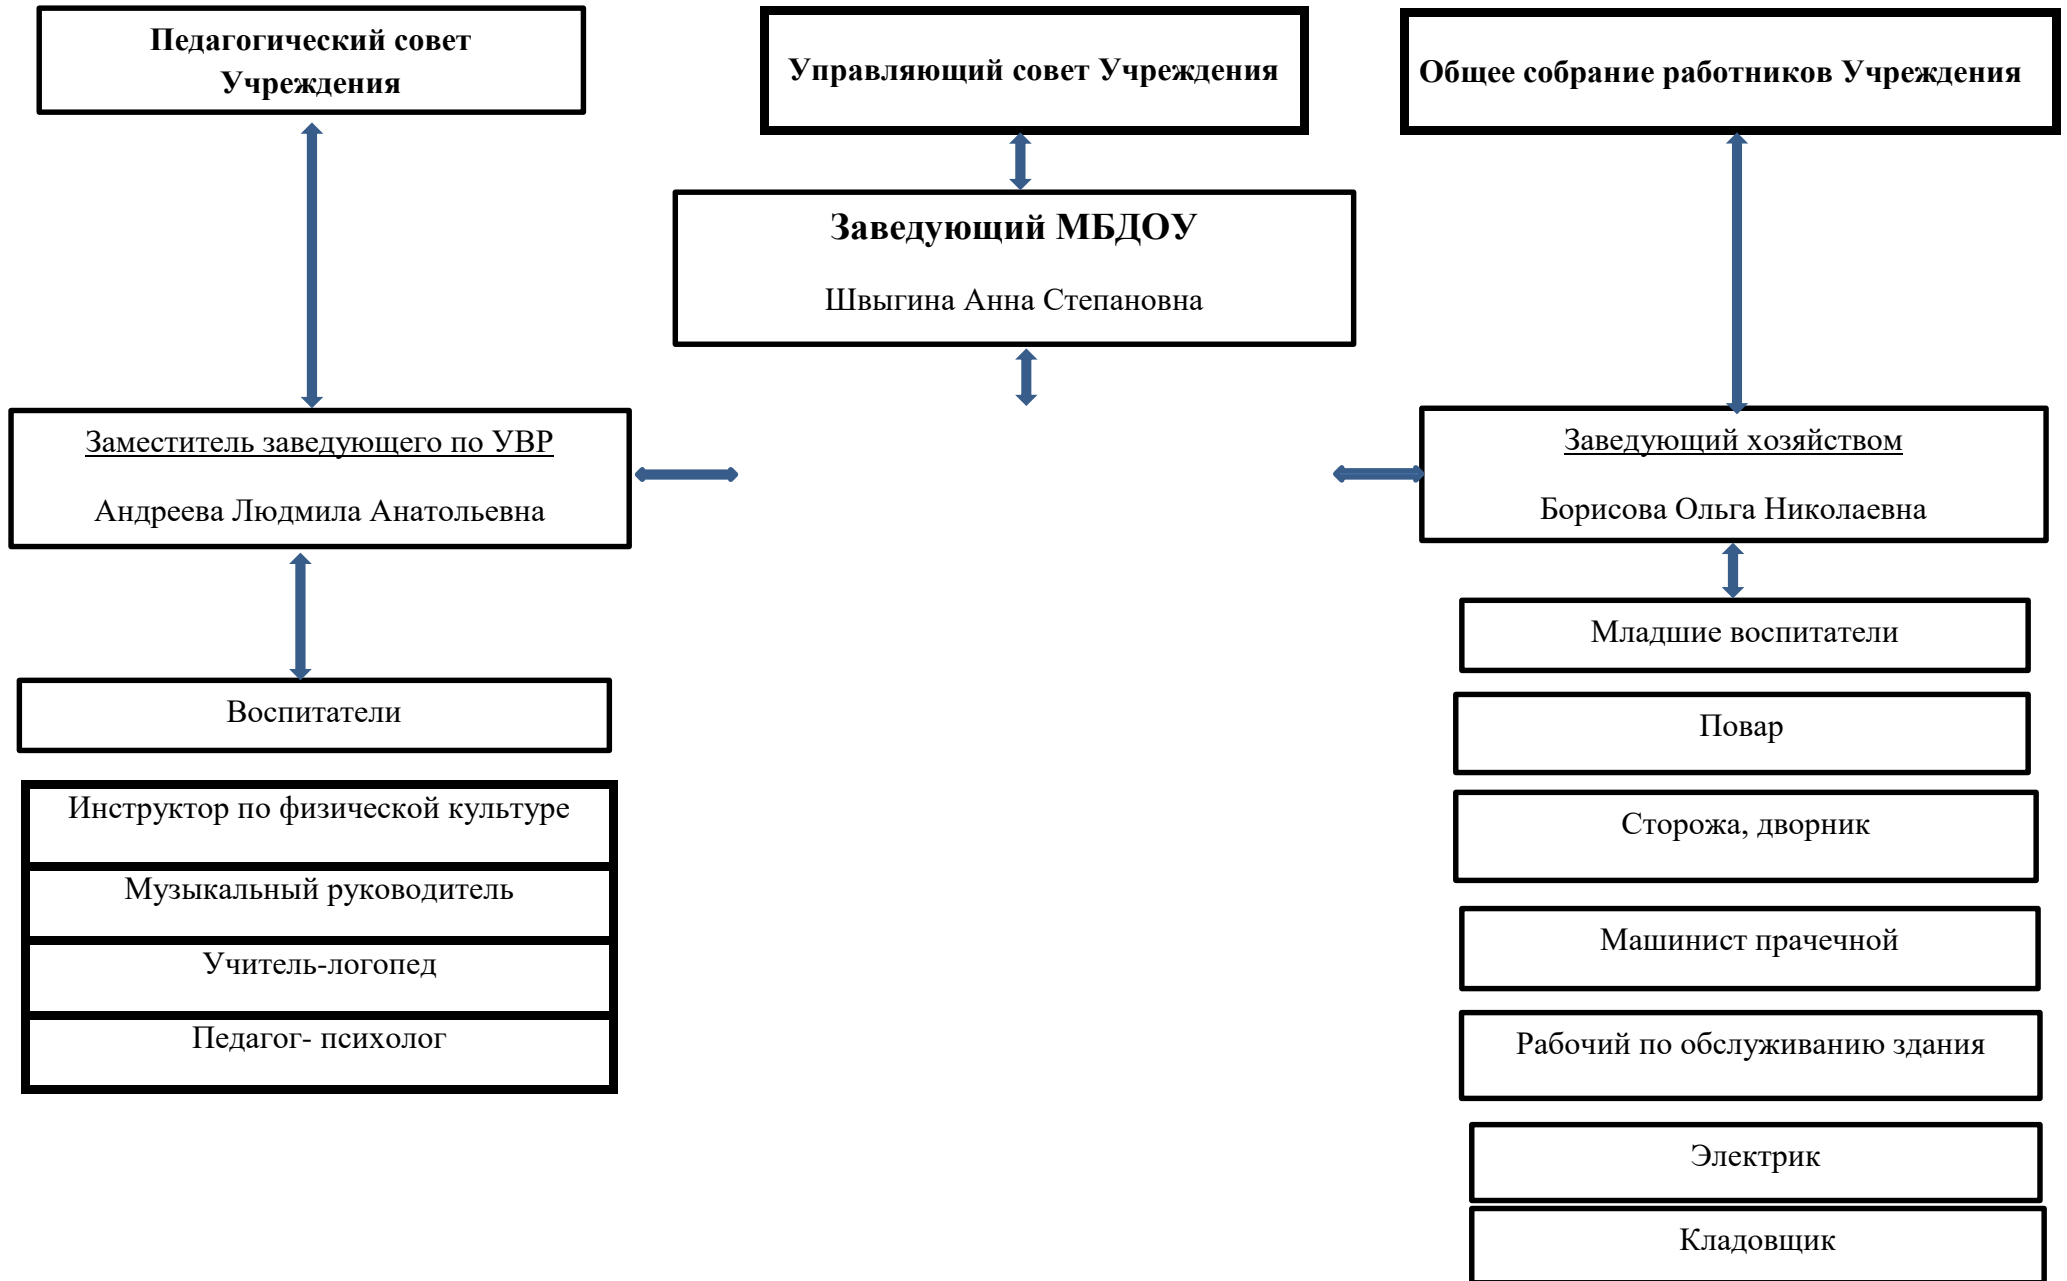 Педагогический совет
Учреждения
Управляющий совет Учреждения
Общее собрание работников Учреждения
Заведующий МБДОУ
Швыгина Анна Степановна
Заместитель заведующего по УВР
Андреева Людмила Анатольевна
Заведующий хозяйством
Борисова Ольга Николаевна
Воспитатели
Инструктор по физической культуре
Музыкальный руководитель
Учитель-логопед
Педагог- психолог
Младшие воспитатели
Повар
Сторожа, дворник
Машинист прачечной
Рабочий по обслуживанию здания
Электрик
Кладовщик